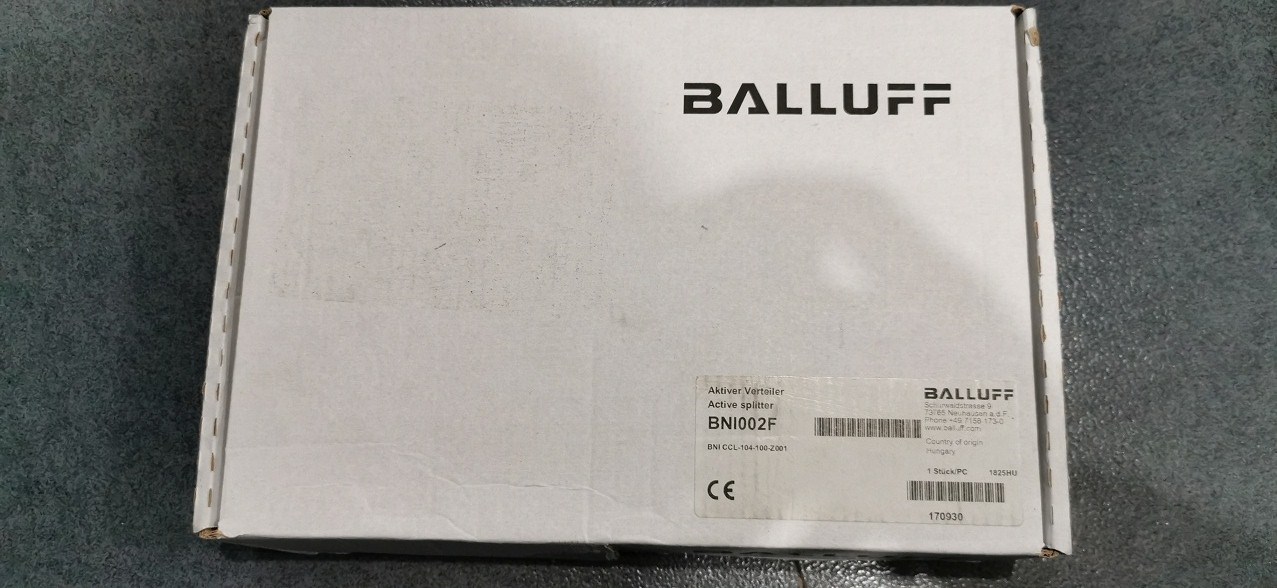 BALLUFF
Aktiver Verteiler
Active splitter
BNI002F
BNI CCL-104-100-Z001
BALLUFF
Schurwaldstrasse 9
73765 Neuhausen a.d.F.
Phone +49 7158 173-0
www.balluff.com
Country of origin
Hungary
1 Stück/PC 1825HU
170930
CE